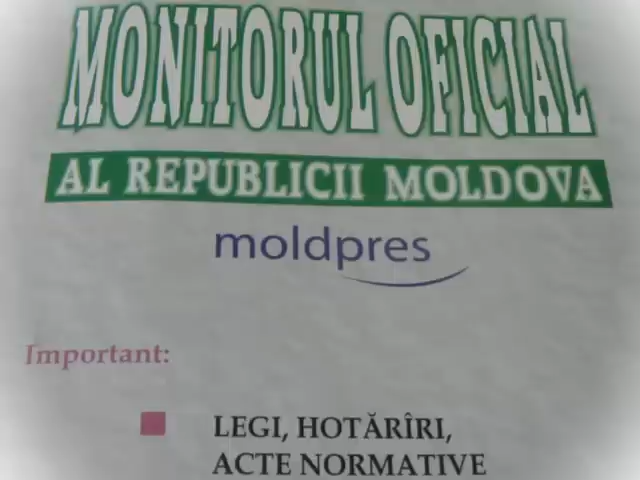 MONITORUL OFICIAL
AL REPUBLICII MOLDOVA
moldpres
Important:
LEGI, HOTĂRÎRI,
ACTE NORMATIVE